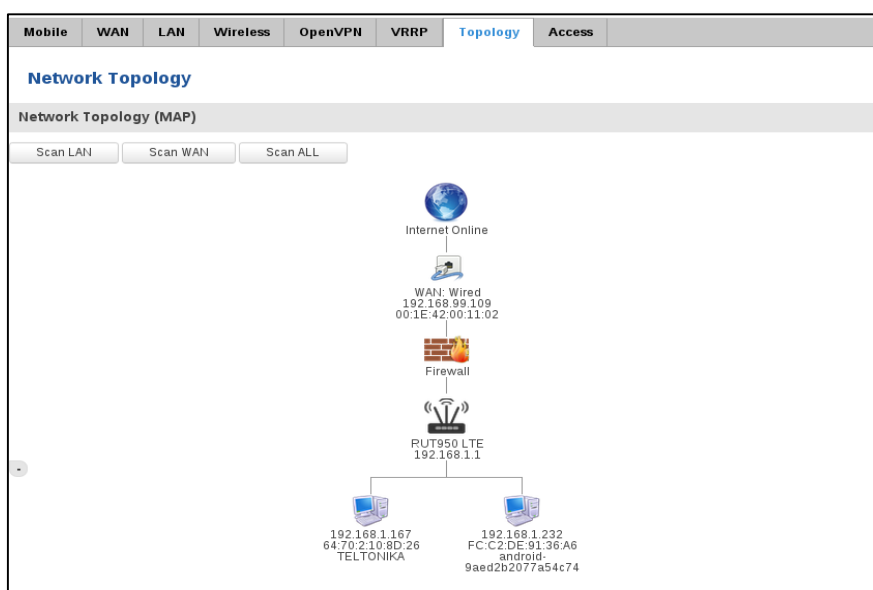 Mobile WAN LAN Wireless OpenVPN VRRP Topology Access
Network Topology
Network Topology (MAP)
Scan LAN Scan WAN Scan ALL
Internet Online
WAN: Wired
192.168.99.109
00:1E:42:00:11:02
Firewall
RUT950 LTE
192.168.1.1
-
192.168.1.167
64:70:2:10:8D:26
TELTONIKA
192.168.1.232
FC:C2:DE:91:36:A6
android-
9aed2b2077a54c74